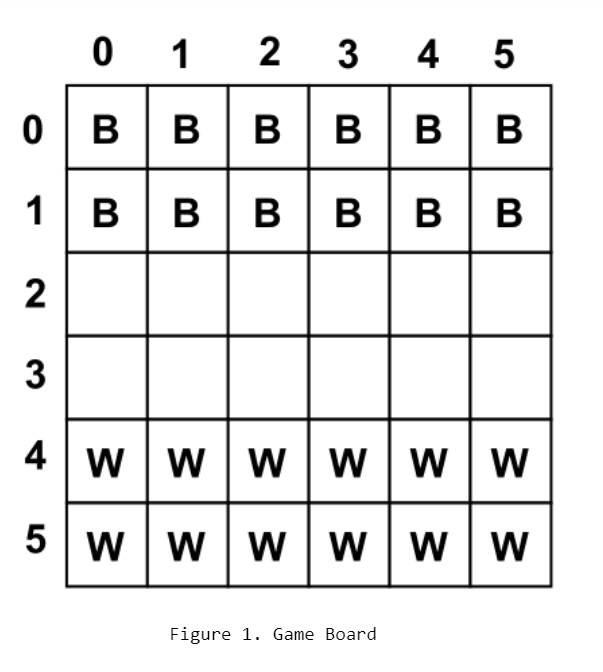 0 1 2 3 4 5
0 B B B B B B
1 B B B B B B
2
3
4 W W W W W W
5 W W W W W W
Figure 1. Game Board